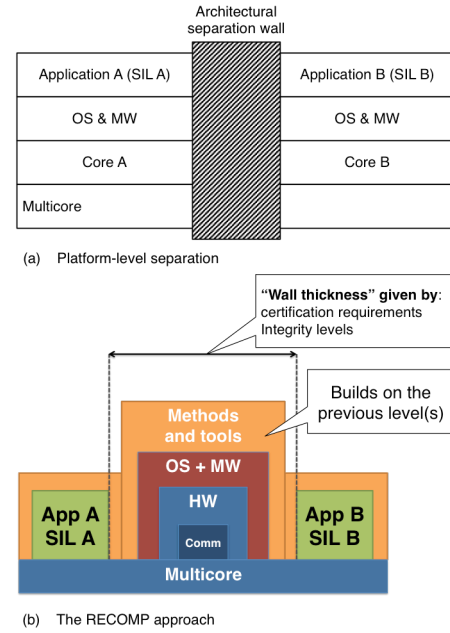 Architectural
separation wall
Application A (SIL A)
Application B (SIL B)
OS & MW
OS & MW
Core A
Core B
Multicore
(a) Platform-level separation
“Wall thickness” given by:
certification requirements
Integrity levels
Builds on the
previous level(s)
Methods
and tools
OS + MW
HW
Comm
App A
SIL A
App B
SIL B
Multicore
(b) The RECOMP approach